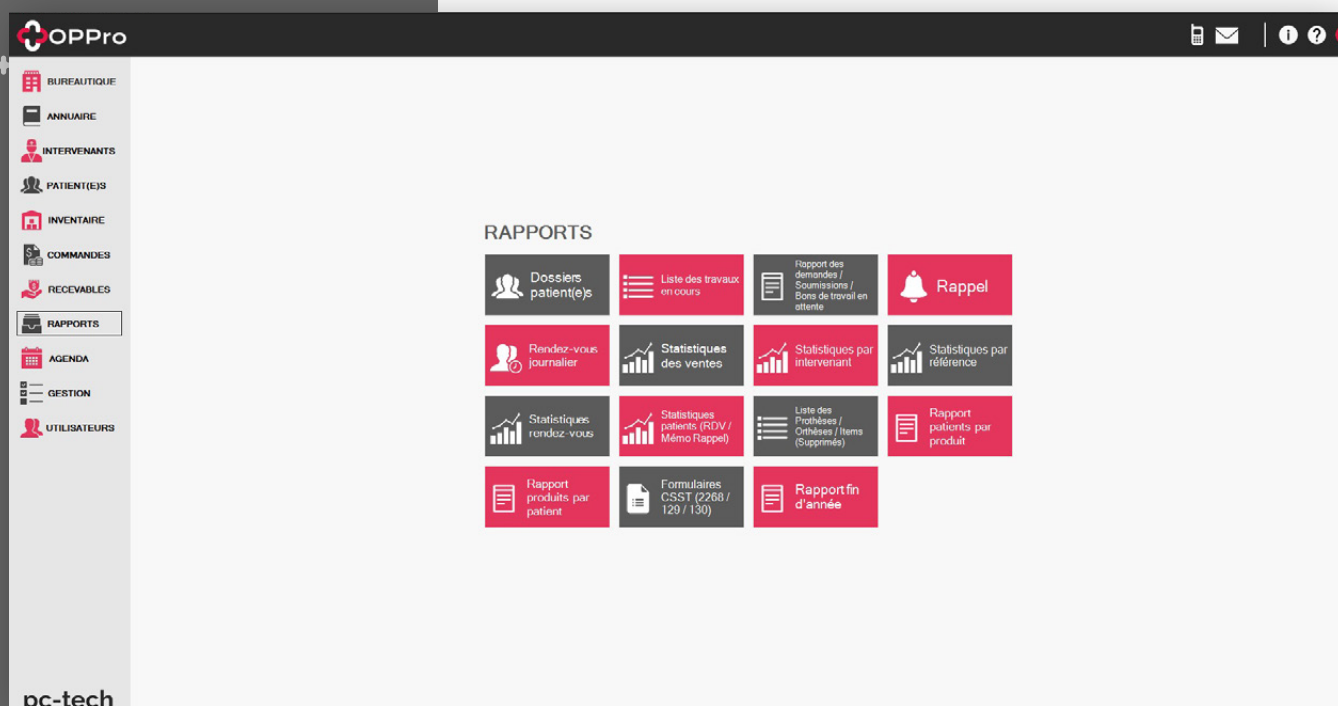 OPPro
BUREAUTIQUE
ANNUAIRE
INTERVENANTS
PATIENT(E)S
INVENTAIRE
COMMANDES
RECEVABLES
RAPPORTS
AGENDA
GESTION
UTILISATEURS
pc-tech
RAPPORTS
Dossiers
patient(e)s
Liste des travaux
en cours
Rapport des
demandes /
Soumissions /
Bons de travail en
attente
Rappel
Rendez-vous
journalier
Statistiques
des ventes
Statistiques par
intervenant
Statistiques par
référence
Statistiques
rendez-vous
Statistiques
patients (RDV /
Mémo Rappel)
Liste des
Prothèses /
Orthèses / Items
(Supprimés)
Rapport
patients par
produit
Rapport
produits par
patient
Formulaires
CSST (2268 /
129 / 130)
Rapport fin
d'année